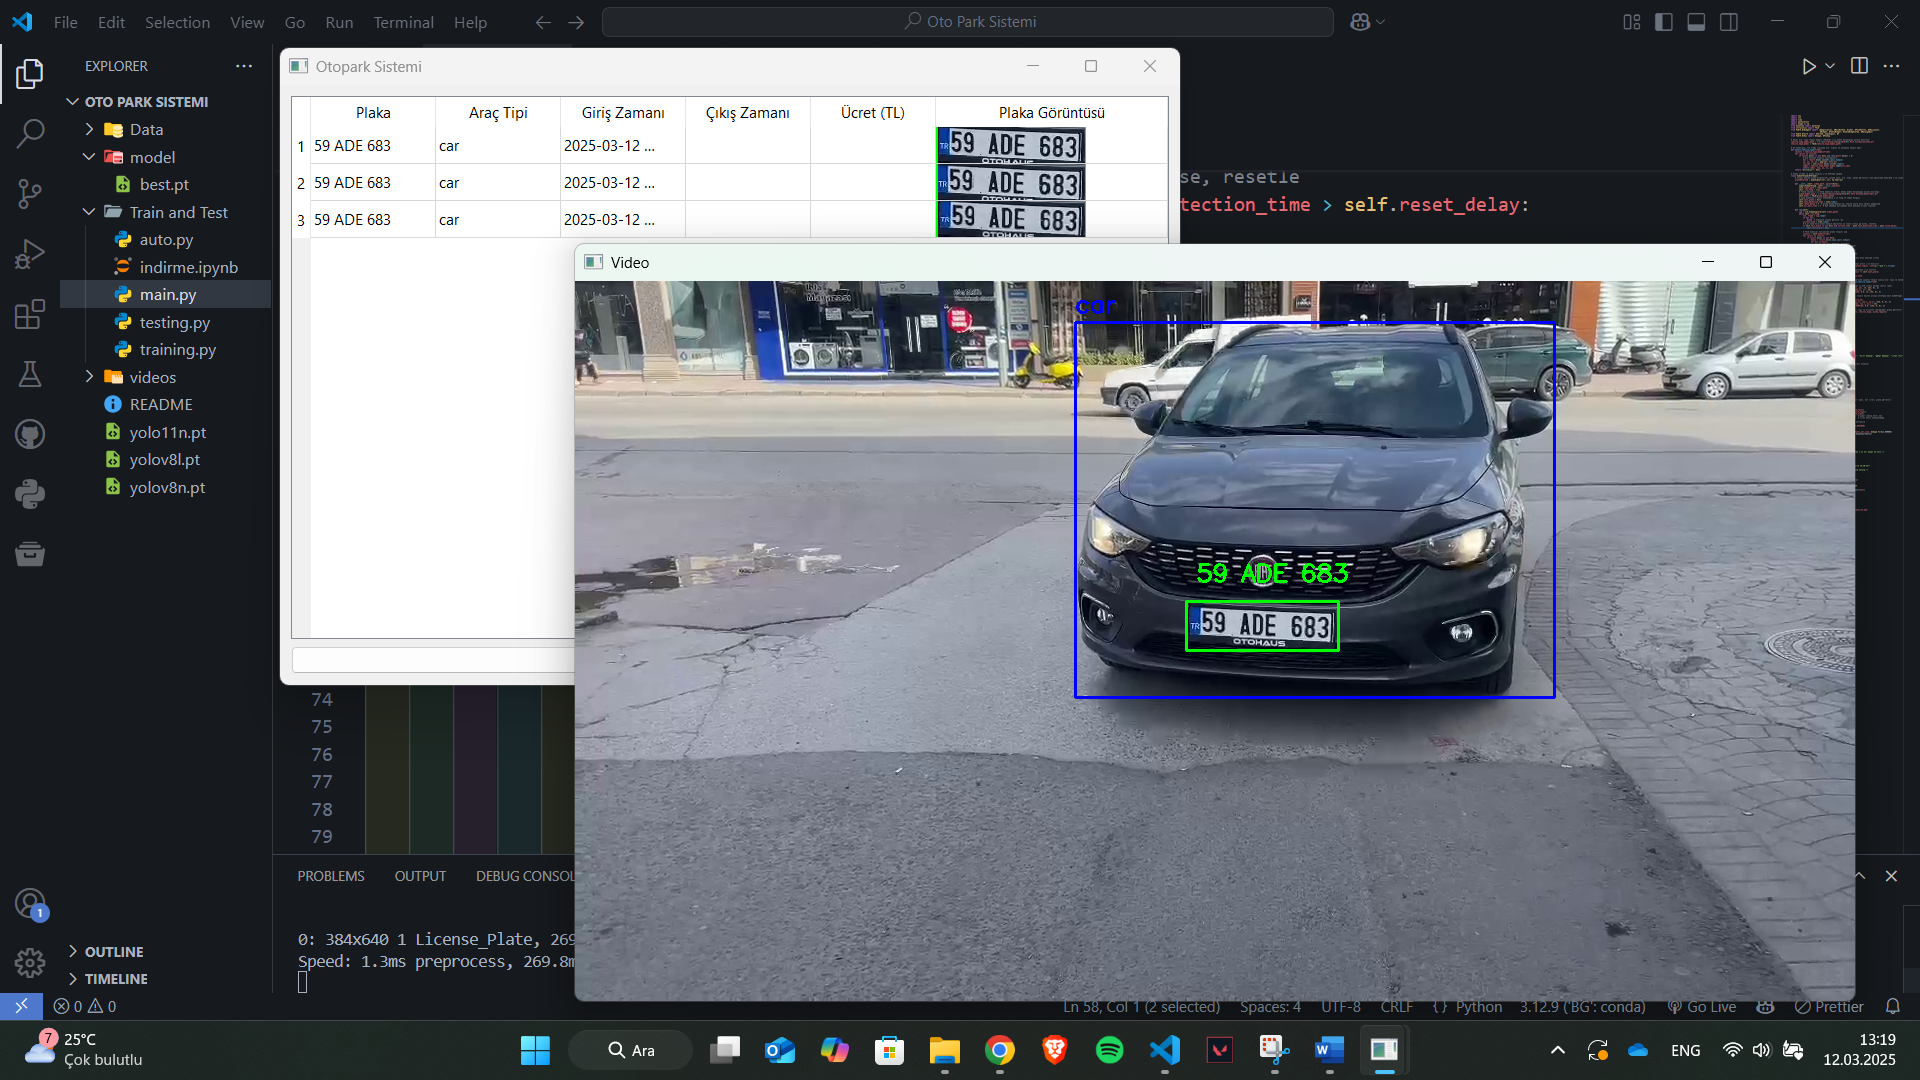 File Edit Selection View Go Run Terminal Help
Oto Park Sistemi
EXPLORER
OTO PARK SISTEMI
Data
model
best.pt
Train and Test
auto.py
indirme.ipynb
main.py
testing.py
training.py
videos
README
yolo11n.pt
yolov8l.pt
yolov8n.pt
OUTLINE
TIMELINE
Otopark Sistemi
Plaka Araç Tipi Giriş Zamanı Çıkış Zamanı Ücret (TL) Plaka Görüntüsü
1 59 ADE 683 car 2025-03-12 ... TR 59 ADE 683 OTOHAUS
2 59 ADE 683 car 2025-03-12 ... TR 59 ADE 683
3 59 ADE 683 car 2025-03-12 ... TR 59 ADE 683 OTOHAUS
se, resetle
tection_time > self.reset_delay:
Video
car
59 ADE 683
TR 59 ADE 683
OTOHAUS
74
75
76
77
78
79
PROBLEMS OUTPUT DEBUG CONSOL
0: 384x640 1 License_Plate, 269
Speed: 1.3ms preprocess, 269.8m
1
0 0
Ln 58, Col 1 (2 selected) Spaces: 4 UTF-8 CRLF {} Python 3.12.9 ('BG': conda) Go Live Prettier
7
25°C
Çok bulutlu
Ara
ENG
13:19
12.03.2025